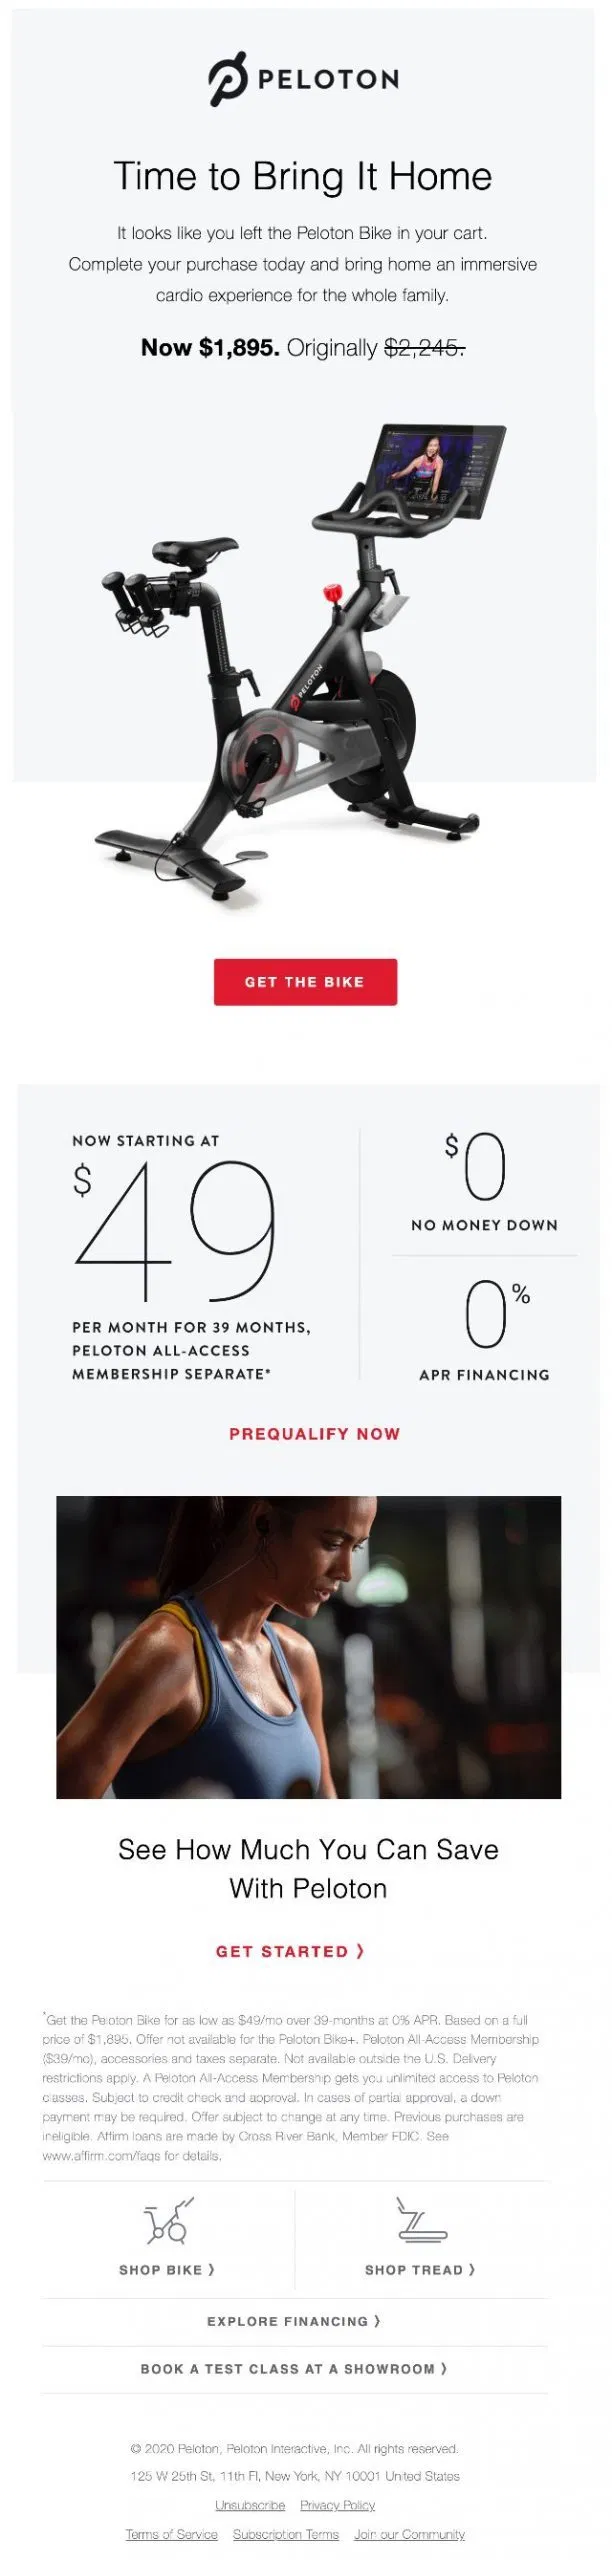 PELOTON
Time to Bring It Home
It looks like you left the Peloton Bike in your cart.
Complete your purchase today and bring home an immersive
cardio experience for the whole family.
Now $1,895. Originally $2,245.
PELOTON
GET THE BIKE
NOW STARTING AT
$49
PER MONTH FOR 39 MONTHS,
PELOTON ALL-ACCESS
MEMBERSHIP SEPARATE*
$0
NO MONEY DOWN
0%
APR FINANCING
PREQUALIFY NOW
See How Much You Can Save
With Peloton
GET STARTED ⟩
*Get the Peloton Bike for as low as $49/mo over 39-months at 0% APR. Based on a full
price of $1,895. Offer not available for the Peloton Bike+. Peloton All-Access Membership
($39/mo), accessories and taxes separate. Not available outside the U.S. Delivery
restrictions apply. A Peloton All-Access Membership gets you unlimited access to Peloton
classes. Subject to credit check and approval. In cases of partial approval, a down
payment may be required. Offer subject to change at any time. Previous purchases are
ineligible. Affirm loans are made by Cross River Bank, Member FDIC. See
www.affirm.com/faqs for details.
SHOP BIKE ⟩
SHOP TREAD ⟩
EXPLORE FINANCING ⟩
BOOK A TEST CLASS AT A SHOWROOM ⟩
© 2020 Peloton, Peloton Interactive, Inc. All rights reserved.
125 W 25th St, 11th Fl, New York, NY 10001 United States
Unsubscribe Privacy Policy
Terms of Service Subscription Terms Join our Community